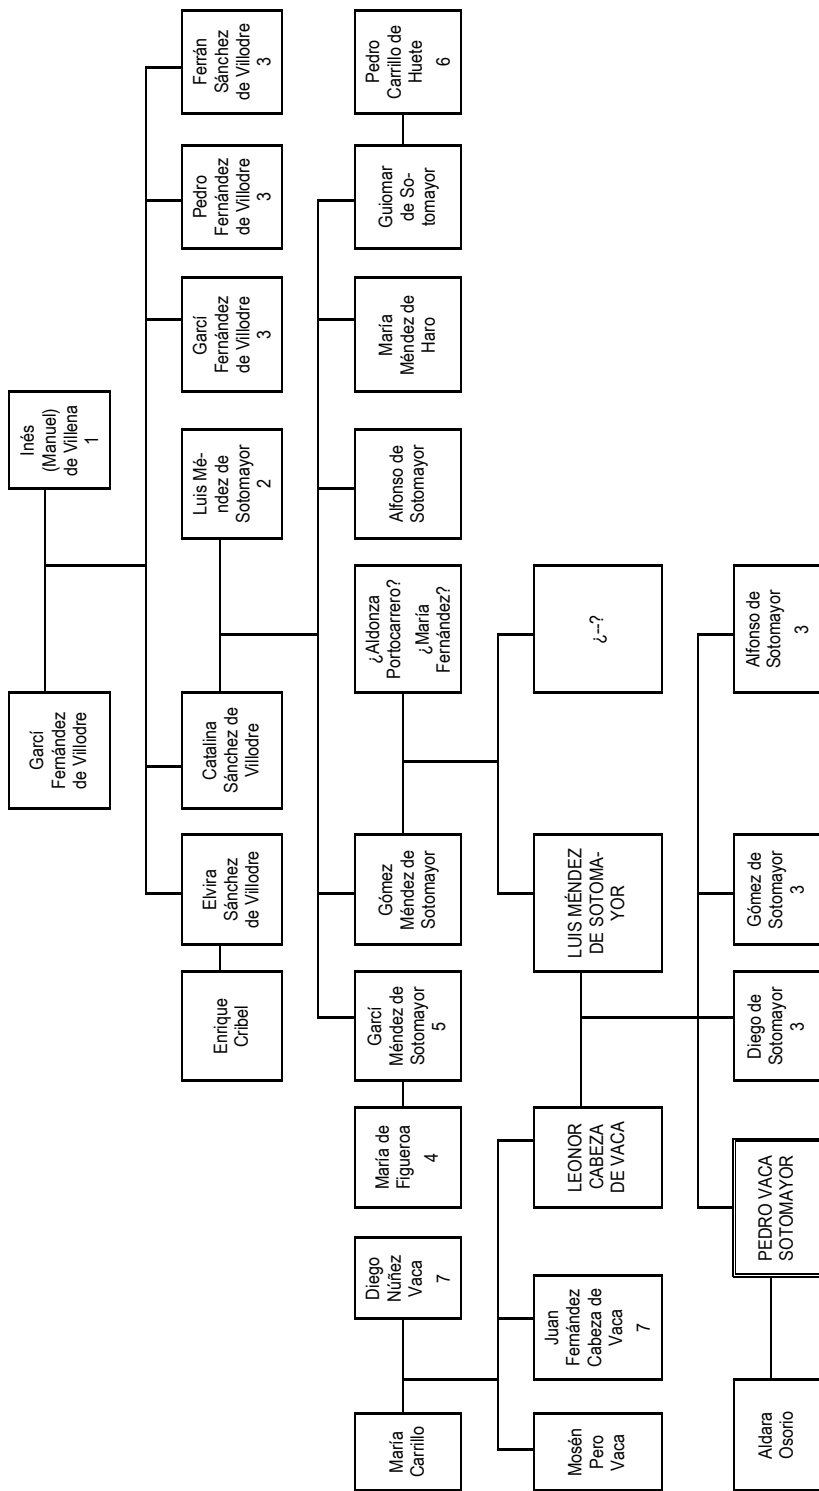 Garcí
Fernández
de Villodre
Inés
(Manuel)
de Villena
1
Enrique
Cribel
Elvira
Sánchez
de Villodre
Catalina
Sánchez de
Villodre
Luis Mé-
ndez de
Sotomayor
2
Garcí
Fernández
de Villodre
3
Pedro
Fernández
de Villodre
3
Ferrán
Sánchez
de Villodre
3
María
Carrillo
Diego
Núñez
Vaca
7
María de
Figueroa
4
Garcí
Méndez de
Sotomayor
5
Gómez
Méndez de
Sotomayor
¿Aldonza
Portocarrero?
¿María
Fernández?
Alfonso de
Sotomayor
María
Méndez de
Haro
Guiomar
de So-
tomayor
Pedro
Carrillo de
Huete
6
Mosén
Pero
Vaca
Juan
Fernández
Cabeza de
Vaca
7
LEONOR
CABEZA
DE VACA
LUIS MÉNDEZ
DE SOTOMA-
YOR
¿--?
Aldara
Osorio
PEDRO VACA
SOTOMAYOR
Diego de
Sotomayor
3
Gómez de
Sotomayor
3
Alfonso de
Sotomayor
3